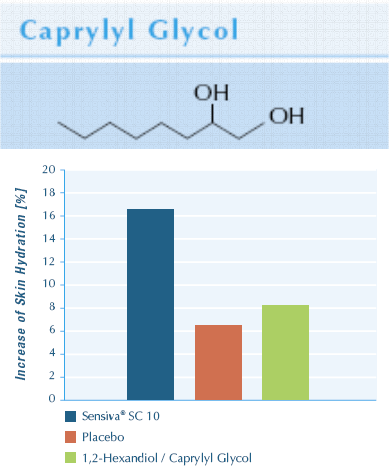 Caprylyl Glycol
OH
OH
Increase of Skin Hydration [%]
20
18
16
14
12
10
8
6
4
2
0
Sensiva® SC 10
Placebo
1,2-Hexandiol / Caprylyl Glycol